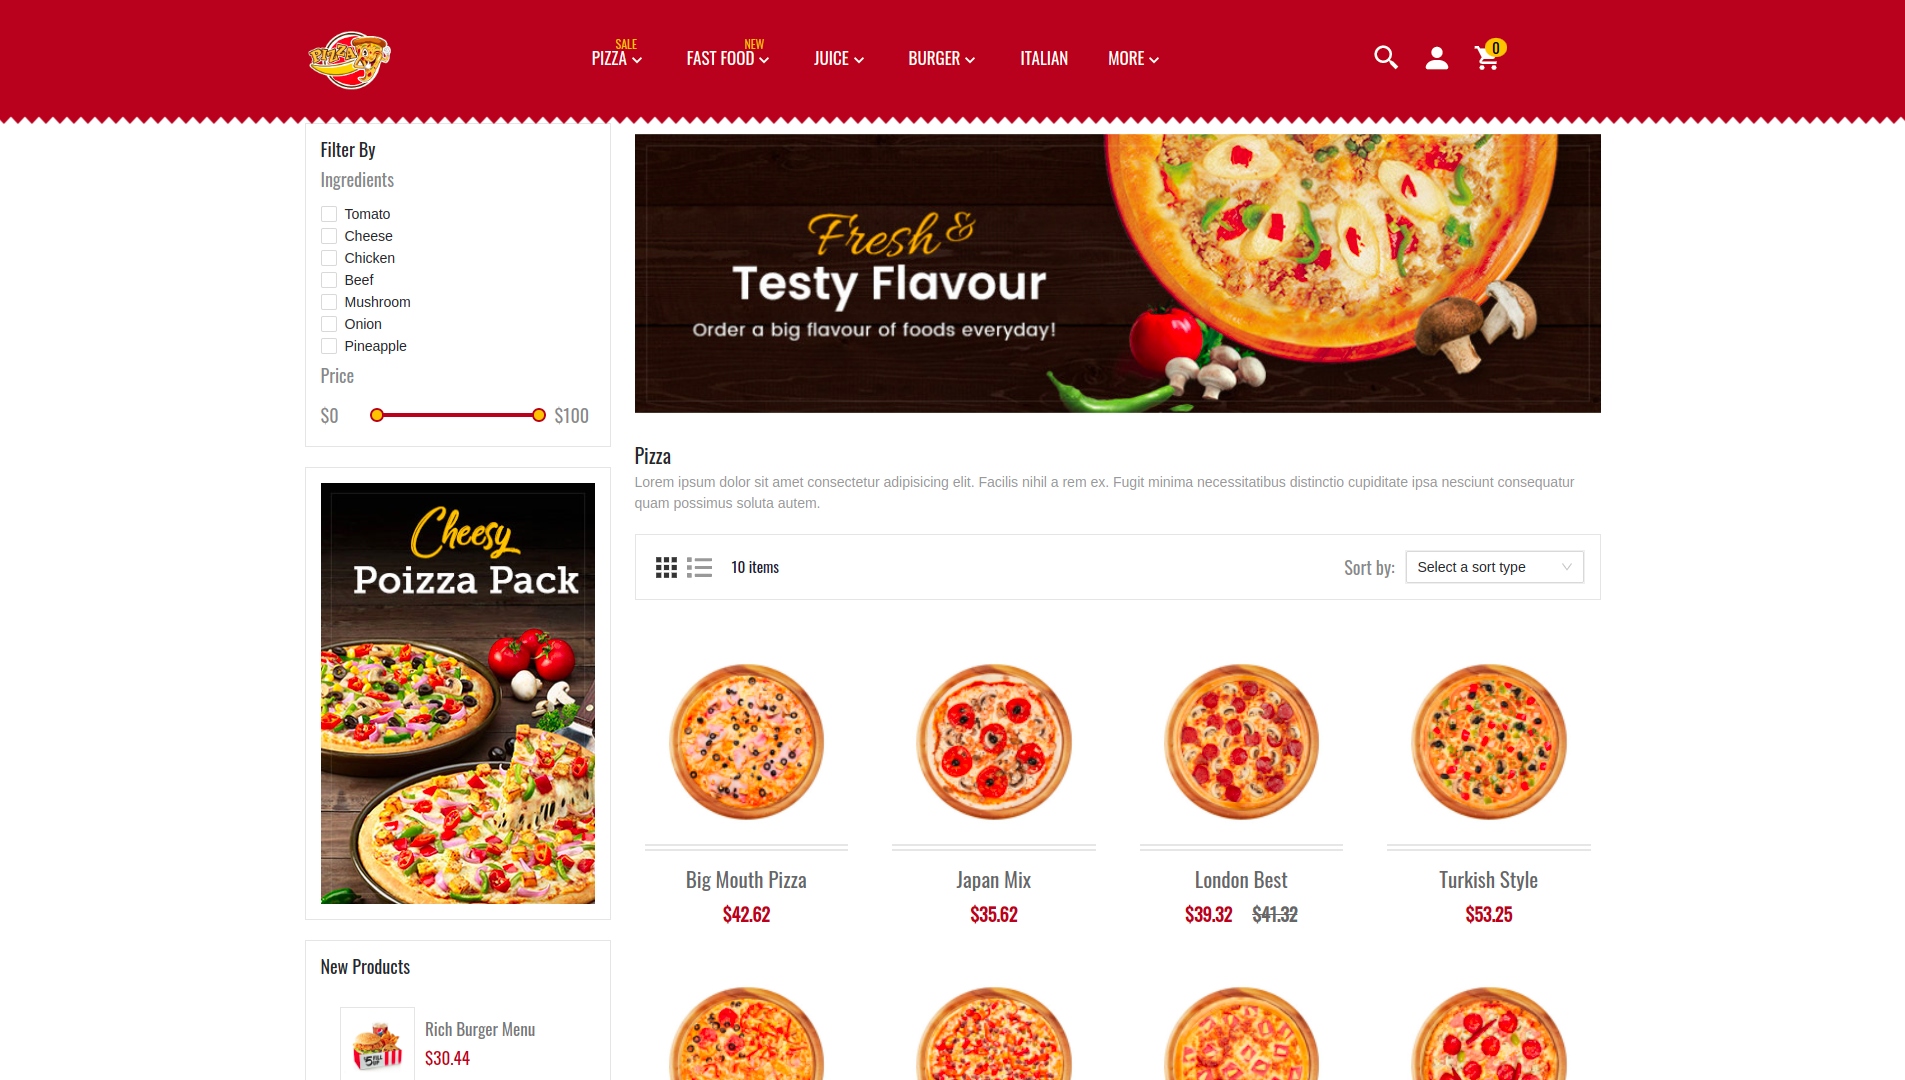 PIZZA
SALE
PIZZA
NEW
FAST FOOD
JUICE
BURGER
ITALIAN
MORE
0
Filter By
Ingredients
Tomato
Cheese
Chicken
Beef
Mushroom
Onion
Pineapple
Price
$0
$100
Cheesy
Poizza Pack
New Products
Rich Burger Menu
$30.44
Fresh &
Testy Flavour
Order a big flavour of foods everyday!
Pizza
Lorem ipsum dolor sit amet consectetur adipisicing elit. Facilis nihil a rem ex. Fugit minima necessitatibus distinctio cupiditate ipsa nesciunt consequatur
quam possimus soluta autem.
10 items
Sort by:
Select a sort type
Big Mouth Pizza
$42.62
Japan Mix
$35.62
London Best
$39.32 $41.32
Turkish Style
$53.25